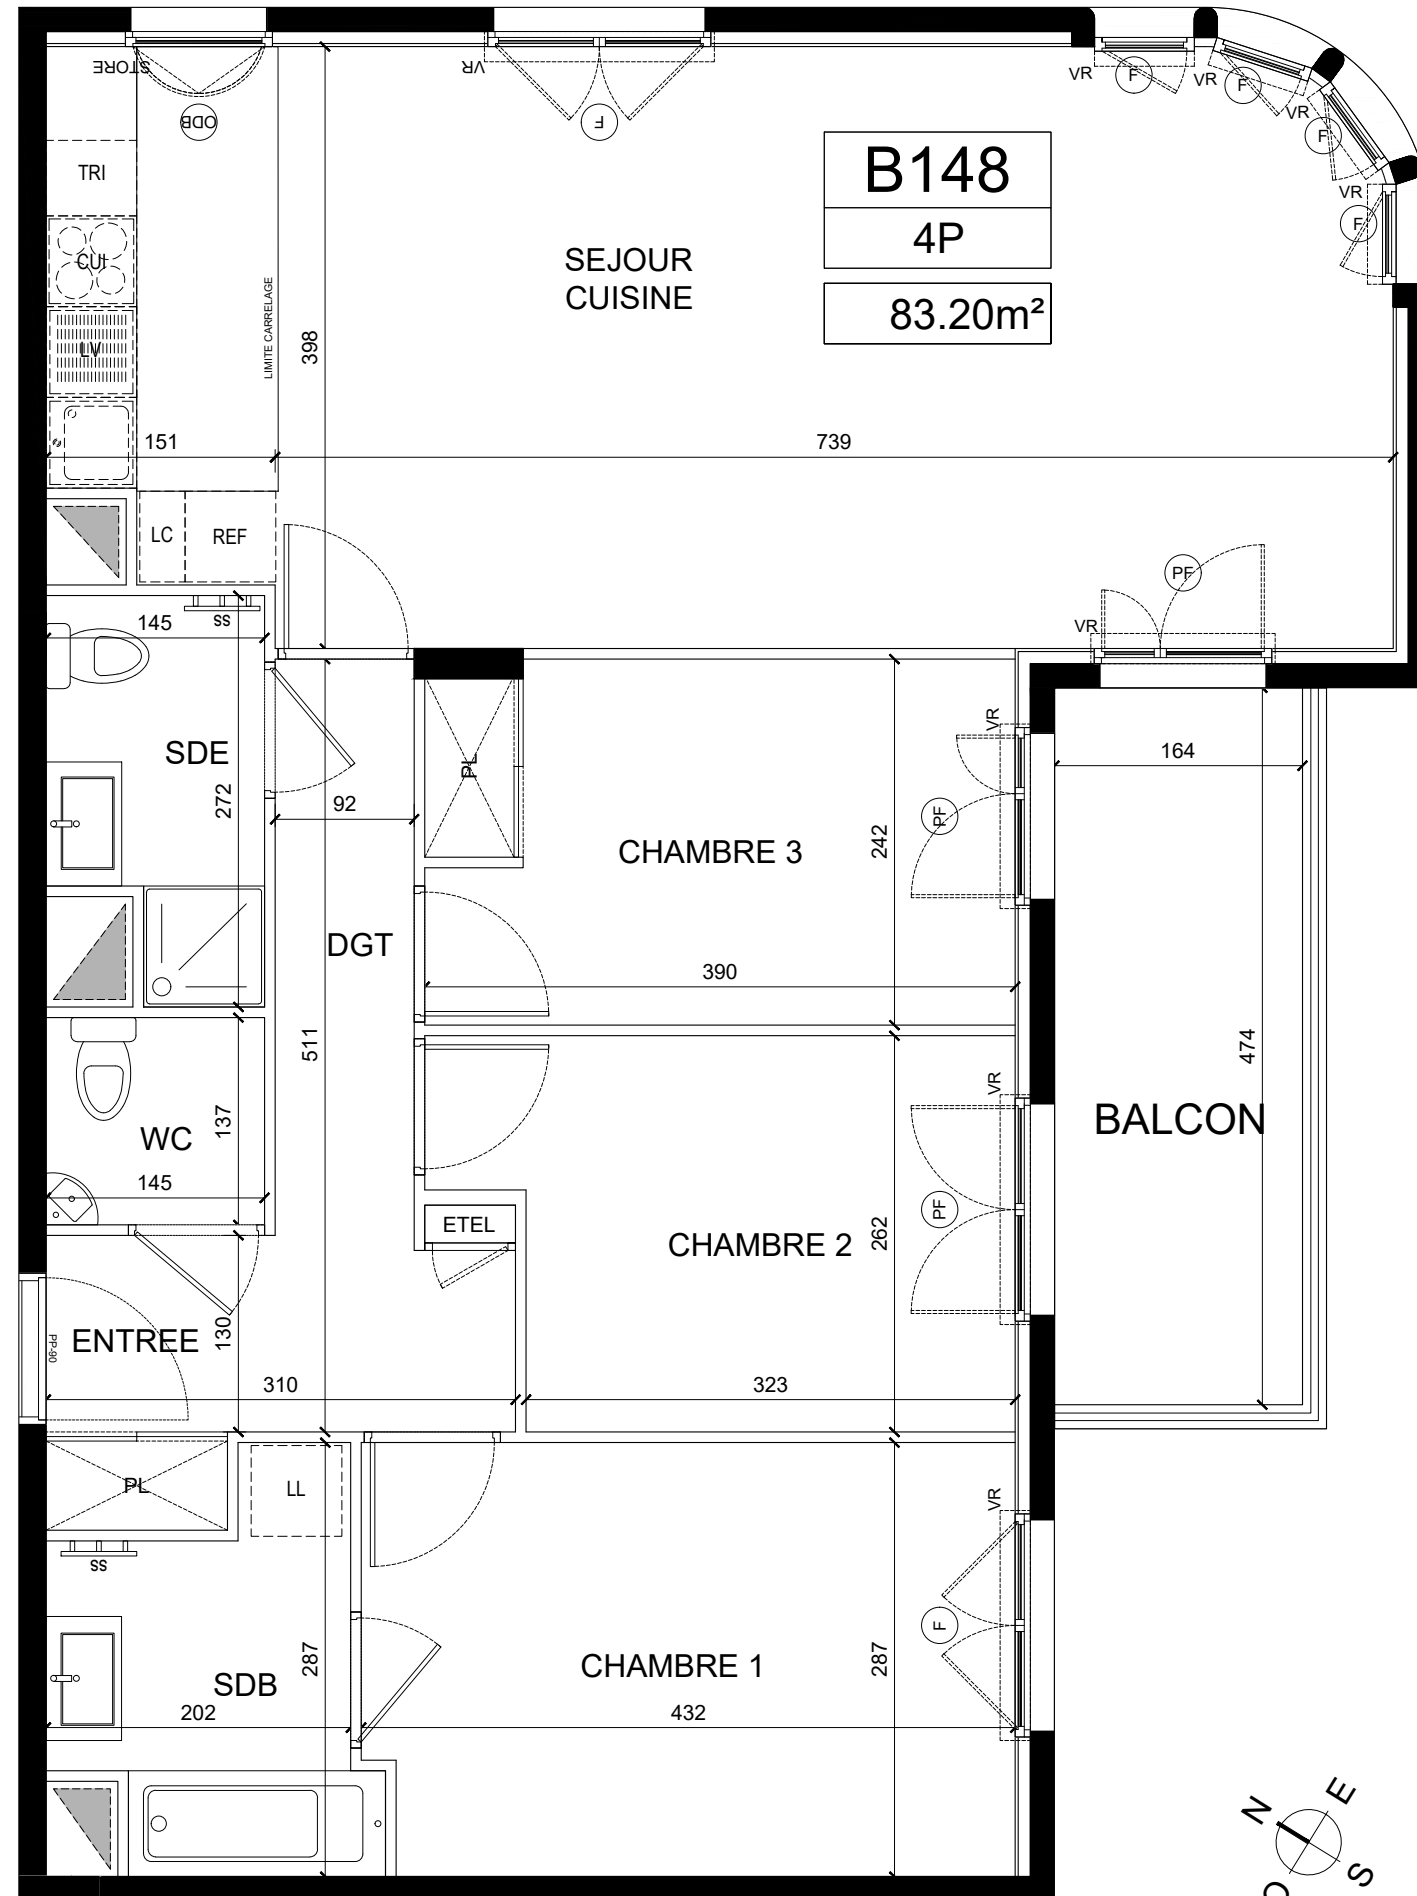 STORE
VR
VR
VR
VR
VR
ODB
F
F
F
F
F
TRI
B148
4P
83.20m²
CUI
SEJOUR
CUISINE
LIMITE CARRELAGE
398
LV
151
739
LC
REF
PF
VR
145
SS
SDE
272
92
PL
VR
164
PF
CHAMBRE 3
242
DGT
390
511
474
VR
BALCON
137
WC
145
ETEL
CHAMBRE 2
262
PF
PP-90
ENTREE
130
310
323
PL
LL
VR
SS
287
CHAMBRE 1
287
F
SDB
202
432
N
E
S
O